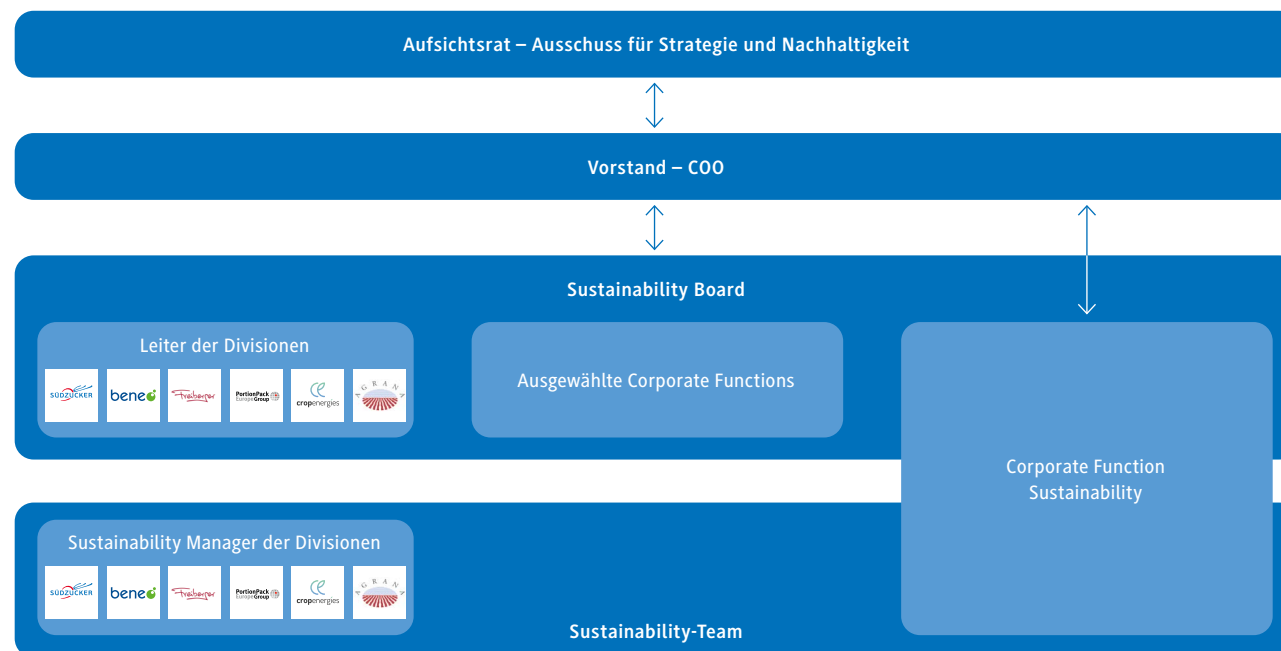 Aufsichtsrat – Ausschuss für Strategie und Nachhaltigkeit
Vorstand – COO
Sustainability Board
Leiter der Divisionen
SÜDZUCKER
beneo
Freiberger
PortionPack
Europe Group
cropenergies
AGRANA
Ausgewählte Corporate Functions
Corporate Function
Sustainability
Sustainability Manager der Divisionen
SÜDZUCKER
beneo
Freiberger
PortionPack
Europe Group
cropenergies
AGRANA
Sustainability-Team